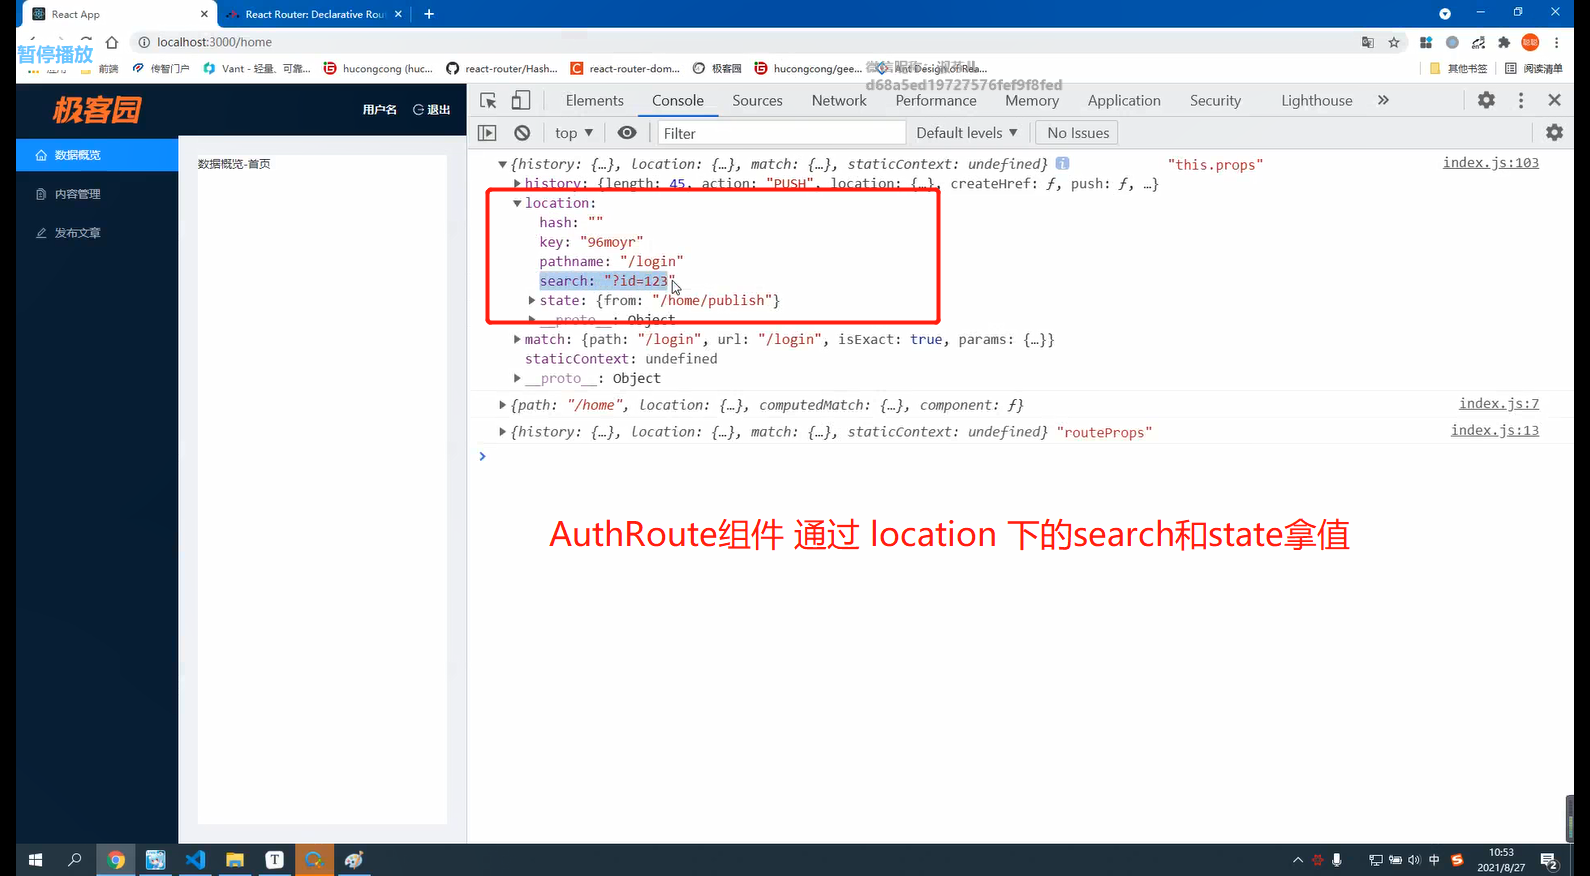 React App
React Router: Declarative Rou
localhost:3000/home
暂停播放
应用
前端
传智门户
Vant - 轻量、可靠...
hucongcong (huc...
react-router/Hash...
react-router-dom...
极客园
hucongcong/gee...
Ant Design of Rea...
其他书签
阅读清单
d68a5ed19727576fef9f8fed
极客园
用户名
退出
数据概览
内容管理
发布文章
数据概览-首页
Elements Console Sources Network Performance Memory Application Security Lighthouse
top ▼ Filter Default levels ▼ No Issues
▼{history: {…}, location: {…}, match: {…}, staticContext: undefined} "this.props" index.js:103
▶history: {length: 45, action: "PUSH", location: {…}, createHref: ƒ, push: ƒ, …}
▼location:
hash: ""
key: "96moyr"
pathname: "/login"
search: "?id=123"
▶state: {from: "/home/publish"}
▶__proto__: Object
▶match: {path: "/login", url: "/login", isExact: true, params: {…}}
staticContext: undefined
▶__proto__: Object
▶{path: "/home", location: {…}, computedMatch: {…}, component: ƒ} index.js:7
▶{history: {…}, location: {…}, match: {…}, staticContext: undefined} "routeProps" index.js:13
AuthRoute组件 通过 location 下的search和state拿值
中
10:53
2021/8/27
2